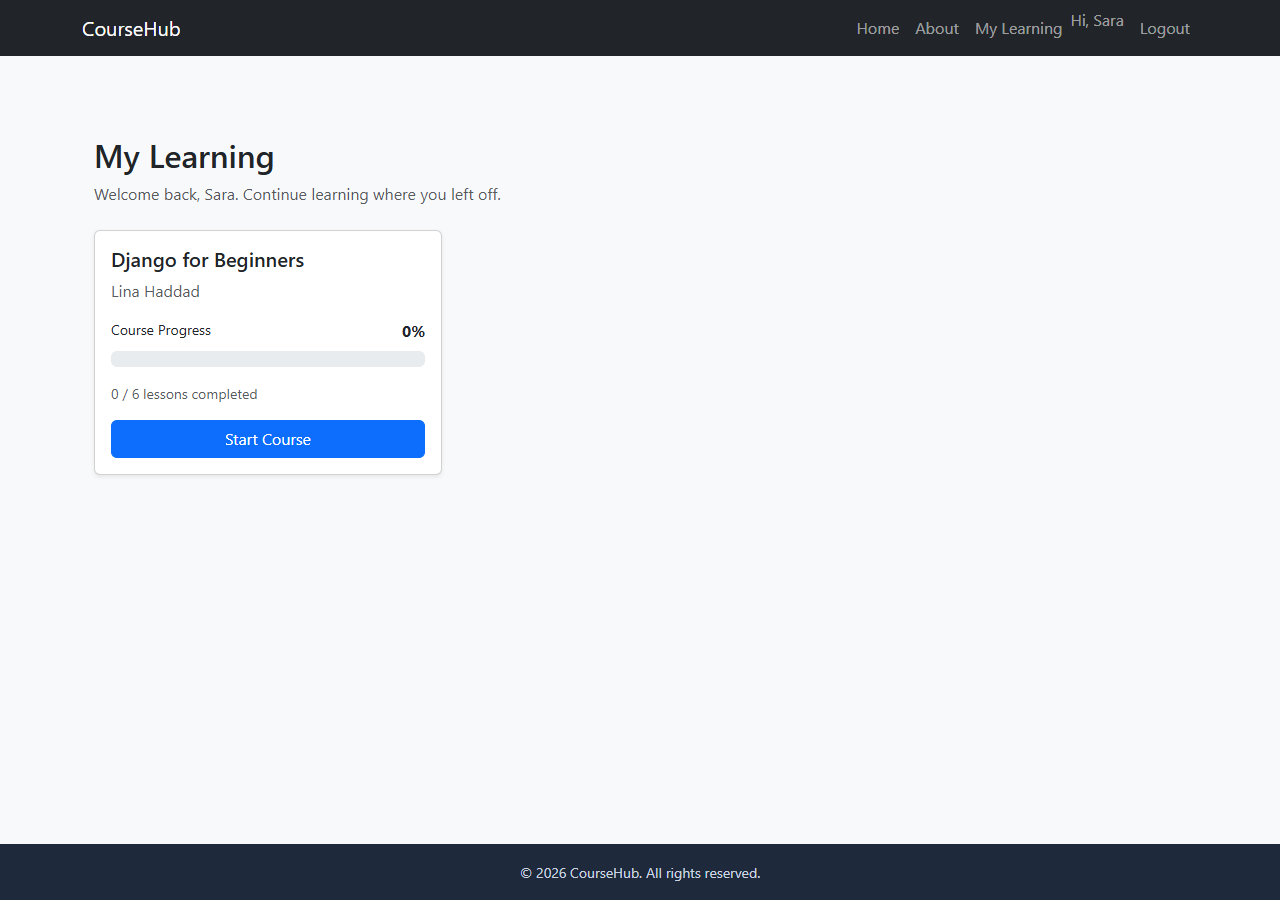 CourseHub
Home About My Learning Hi, Sara Logout
My Learning
Welcome back, Sara. Continue learning where you left off.
Django for Beginners
Lina Haddad
Course Progress 0%
0 / 6 lessons completed
Start Course
© 2026 CourseHub. All rights reserved.